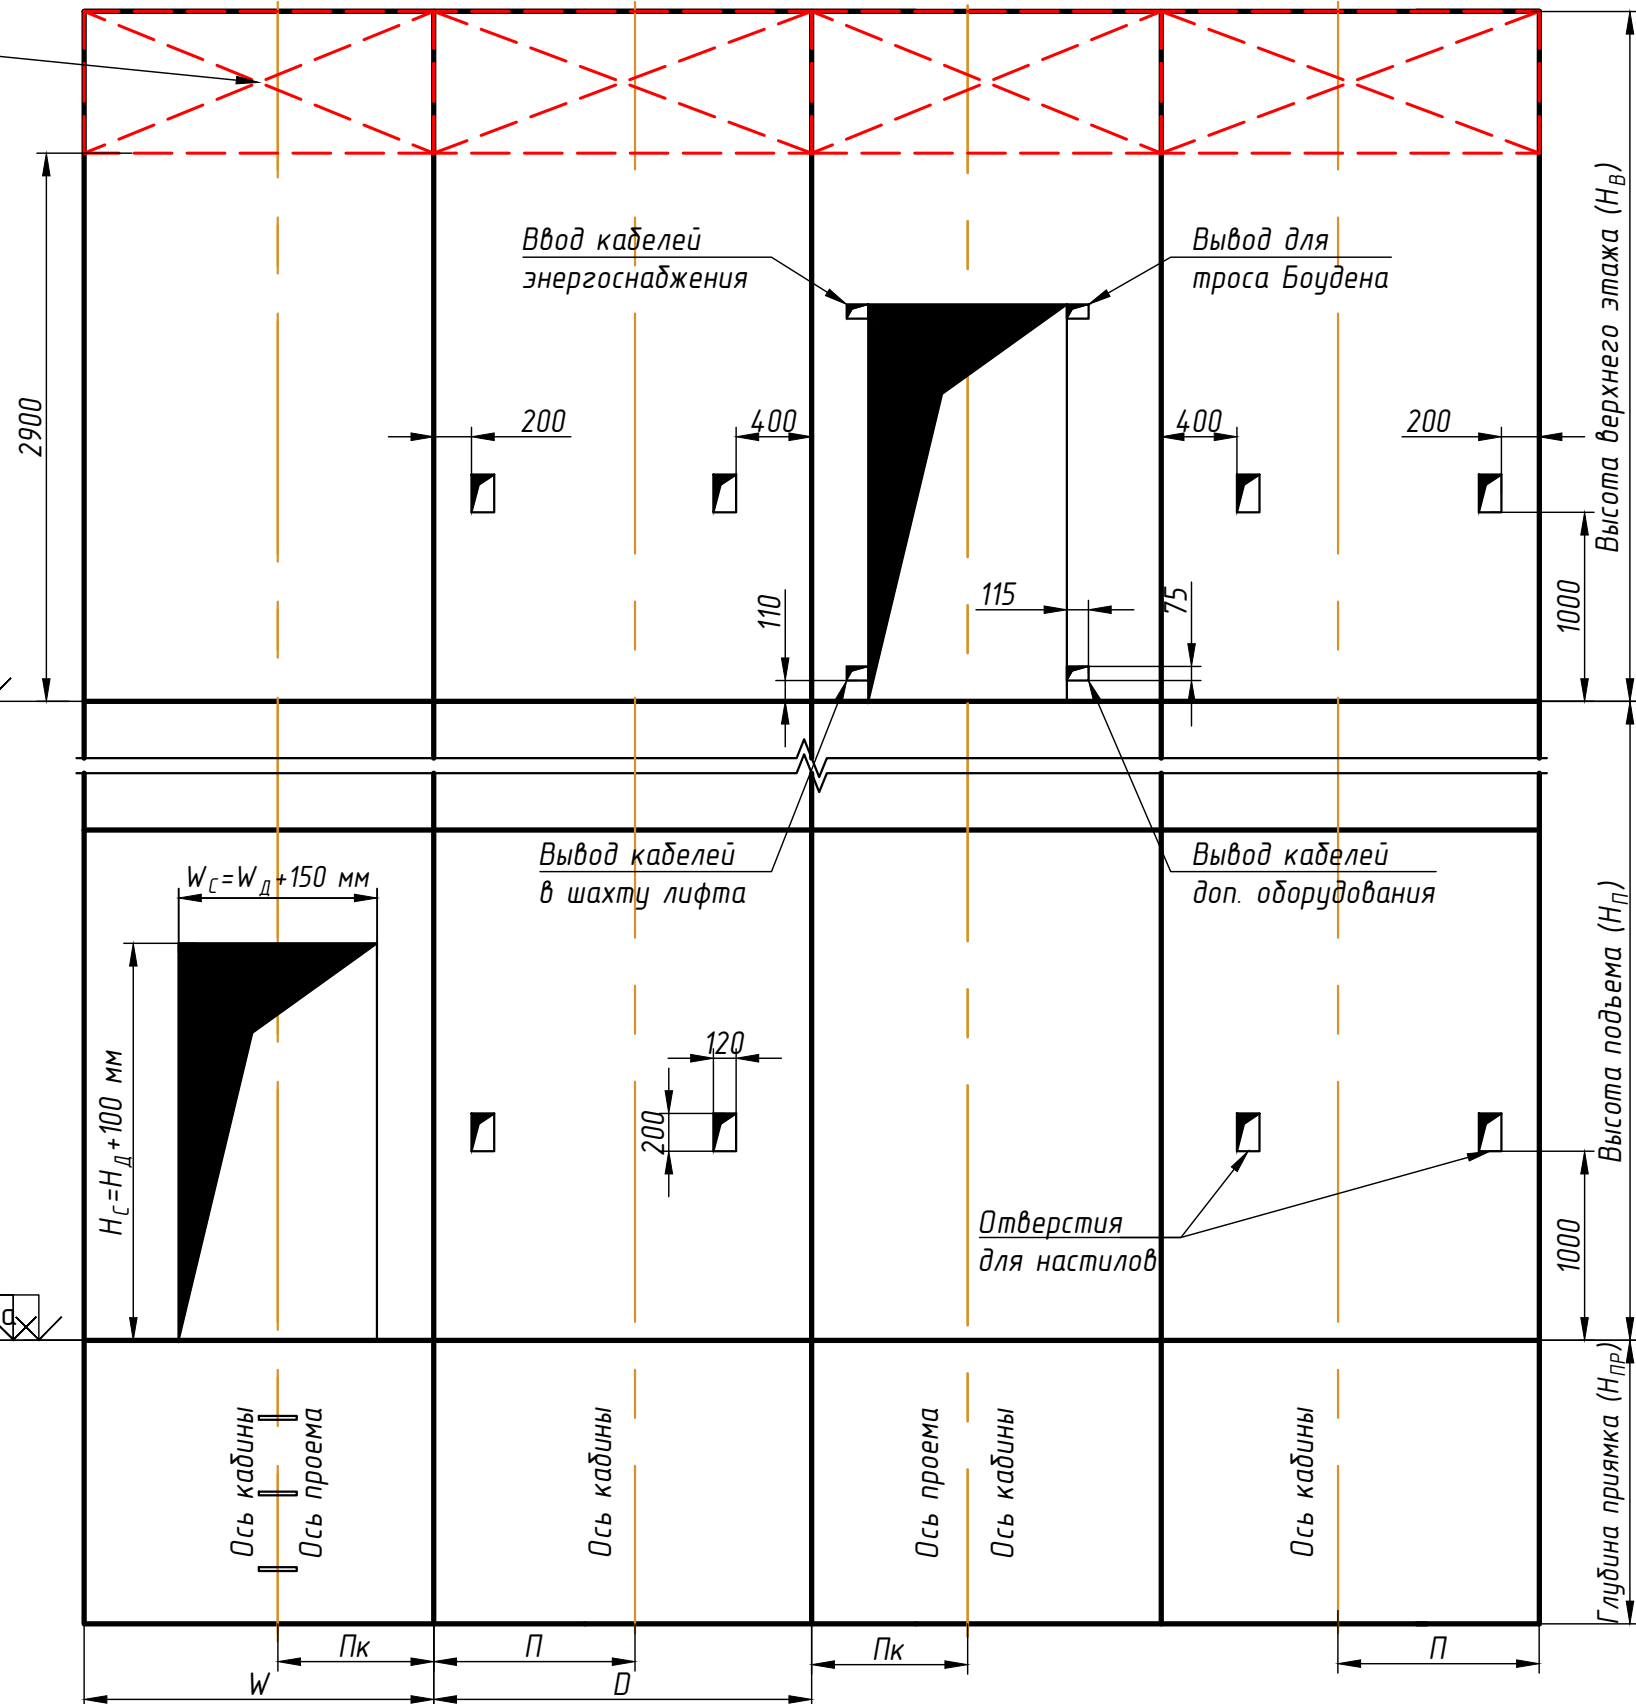 Высота верхнего этажа (HВ)
Ввод кабелей
энергоснабжения
Вывод для
троса Боудена
2900
200
400
400
200
110
115
75
1000
Вывод кабелей
в шахту лифта
Вывод кабелей
доп. оборудования
WС=WД+150 мм
HС=HД+100 мм
120
200
Высота подъема (HП)
Отверстия
для настилов
1000
а
Глубина приямка (HПР)
Ось кабины
Ось проема
Ось кабины
Ось проема
Ось кабины
Ось кабины
Пк
П
Пк
П
W
D